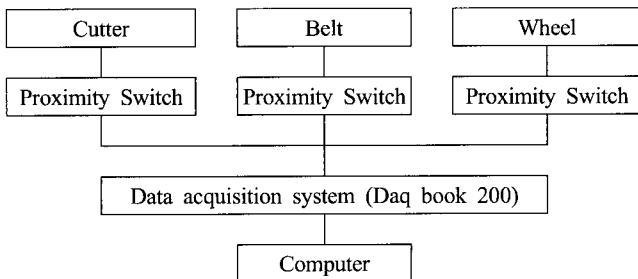 Cutter
Belt
Wheel
Proximity Switch
Proximity Switch
Proximity Switch
Data acquisition system (Daq book 200)
Computer